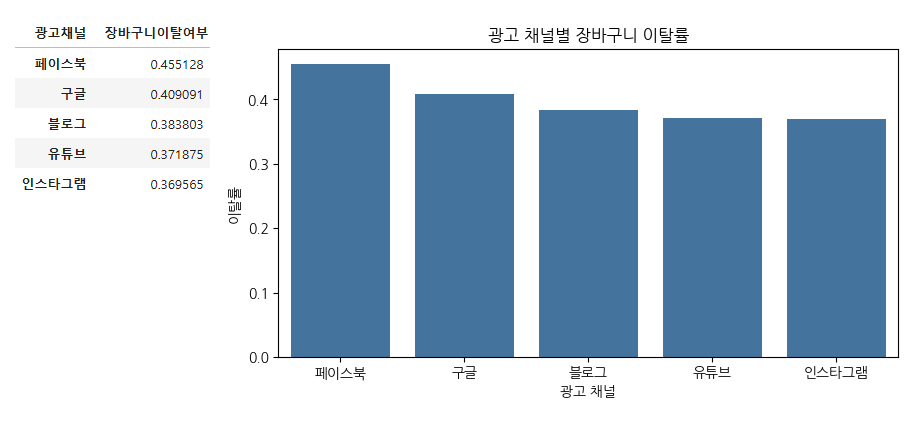 광고채널 장바구니이탈여부
페이스북 0.455128
구글 0.409091
블로그 0.383803
유튜브 0.371875
인스타그램 0.369565
광고 채널별 장바구니 이탈률
이탈률
0.4
0.3
0.2
0.1
0.0
페이스북 구글 블로그 유튜브 인스타그램
광고 채널